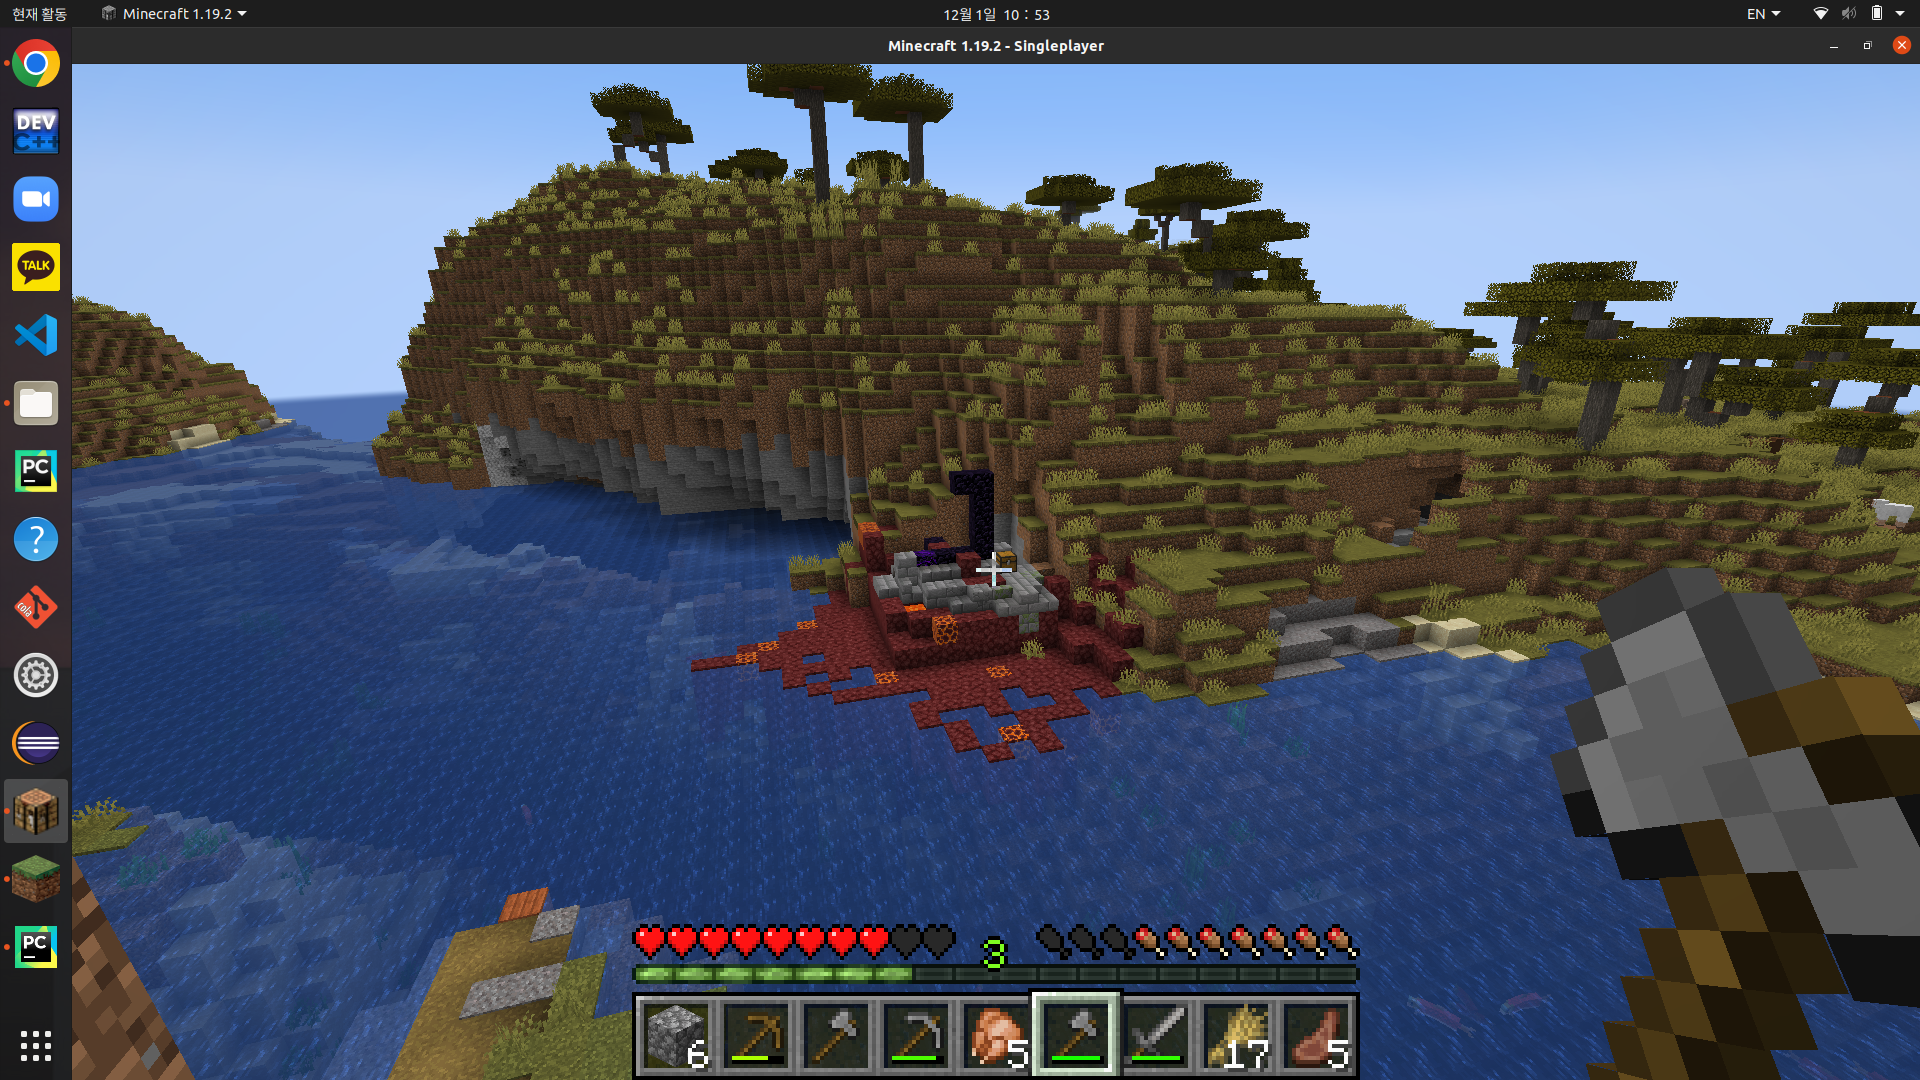 현재 활동
Minecraft 1.19.2
12월 1일 10 : 53
EN
Minecraft 1.19.2 - Singleplayer
DEV
C++
TALK
PC
?
cola
PC
3
6
5
17
5